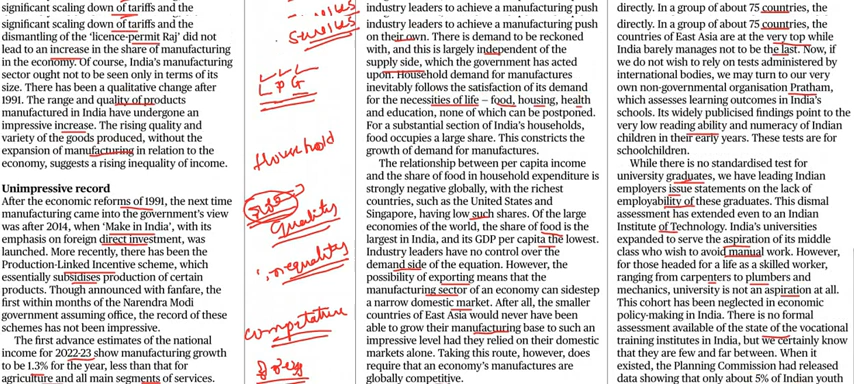 significant scaling down of tariffs and the
significant scaling down of tariffs and the
dismantling of the 'licence-permit Raj' did not
lead to an increase in the share of manufacturing
in the economy. Of course, India's manufacturing
sector ought not to be seen only in terms of its
size. There has been a qualitative change after
1991. The range and quality of products
manufactured in India have undergone an
impressive increase. The rising quality and
variety of the goods produced, without the
expansion of manufacturing in relation to the
economy, suggests a rising inequality of income.
Unimpressive record
After the economic reforms of 1991, the next time
manufacturing came into the government's view
was after 2014, when 'Make in India', with its
emphasis on foreign direct investment, was
launched. More recently, there has been the
Production-Linked Incentive scheme, which
essentially subsidises production of certain
products. Though announced with fanfare, the
first within months of the Narendra Modi
government assuming office, the record of these
schemes has not been impressive.
The first advance estimates of the national
income for 2022-23 show manufacturing growth
to be 1.3% for the year, less than that for
agriculture and all main segments of services.
services
L P G
Household
quality
inequality
industry leaders to achieve a manufacturing push
industry leaders to achieve a manufacturing push
on their own. There is demand to be reckoned
with, and this is largely independent of the
supply side, which the government has acted
upon. Household demand for manufactures
inevitably follows the satisfaction of its demand
for the necessities of life – food, housing, health
and education, none of which can be postponed.
For a substantial section of India's households,
food occupies a large share. This constricts the
growth of demand for manufactures.
The relationship between per capita income
and the share of food in household expenditure is
strongly negative globally, with the richest
countries, such as the United States and
Singapore, having low such shares. Of the large
economies of the world, the share of food is the
largest in India, and its GDP per capita the lowest.
Industry leaders have no control over the
demand side of the equation. However, the
possibility of exporting means that the
manufacturing sector of an economy can sidestep
a narrow domestic market. After all, the smaller
countries of East Asia would never have been
able to grow their manufacturing base to such an
impressive level had they relied on their domestic
markets alone. Taking this route, however, does
require that an economy's manufactures are
globally competitive.
directly. In a group of about 75 countries, the
directly. In a group of about 75 countries, the
countries of East Asia are at the very top while
India barely manages not to be the last. Now, if
we do not wish to rely on tests administered by
international bodies, we may turn to our very
own non-governmental organisation Pratham,
which assesses learning outcomes in India's
schools. Its widely publicised findings point to the
very low reading ability and numeracy of Indian
children in their early years. These tests are for
schoolchildren.
While there is no standardised test for
university graduates, we have leading Indian
employers issue statements on the lack of
employability of these graduates. This dismal
assessment has extended even to an Indian
Institute of Technology. India's universities
expanded to serve the aspiration of its middle
class who wish to avoid manual work. However,
for those headed for a life as a skilled worker,
ranging from carpenters to plumbers and
mechanics, university is not an aspiration at all.
This cohort has been neglected in economic
policy-making in India. There is no formal
assessment available of the state of the vocational
training institutes in India, but we certainly know
that they are few and far between. When it
existed, the Planning Commission had released
data showing that only about 5% of Indian youth